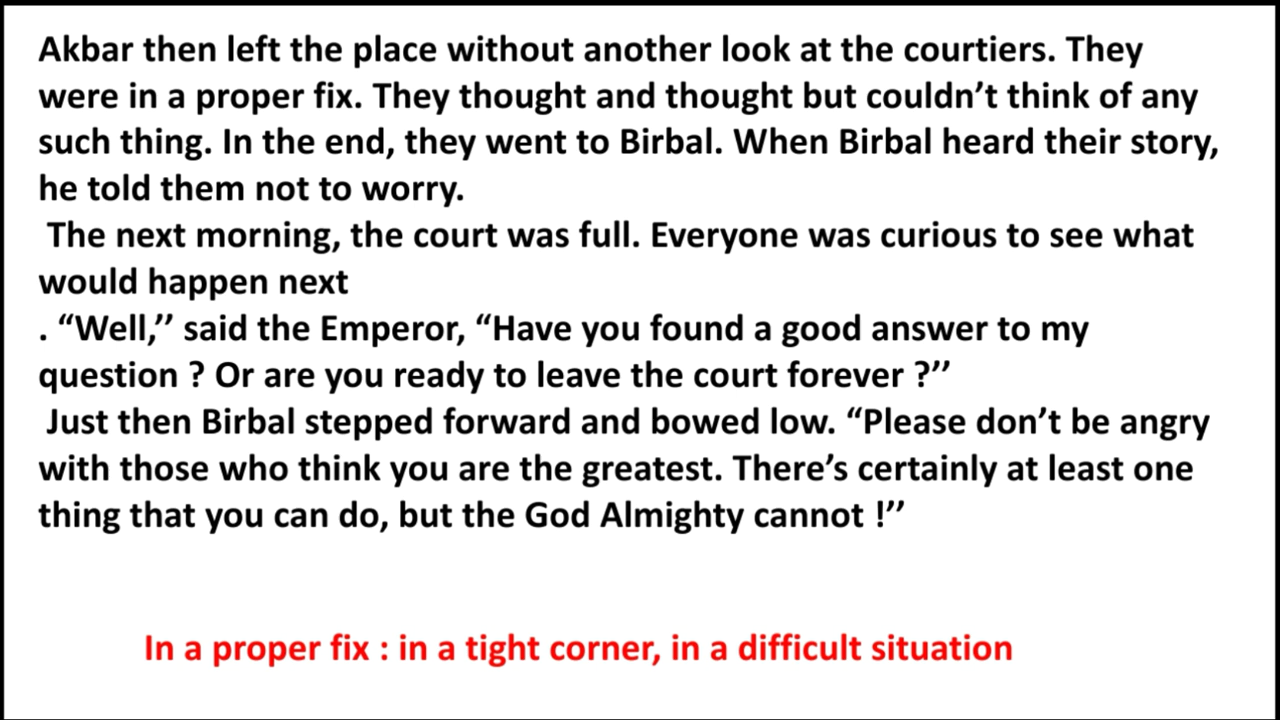 Akbar then left the place without another look at the courtiers. They
were in a proper fix. They thought and thought but couldn’t think of any
such thing. In the end, they went to Birbal. When Birbal heard their story,
he told them not to worry.
The next morning, the court was full. Everyone was curious to see what
would happen next
. “Well,’’ said the Emperor, “Have you found a good answer to my
question ? Or are you ready to leave the court forever ?’’
Just then Birbal stepped forward and bowed low. “Please don’t be angry
with those who think you are the greatest. There’s certainly at least one
thing that you can do, but the God Almighty cannot !’’
In a proper fix : in a tight corner, in a difficult situation